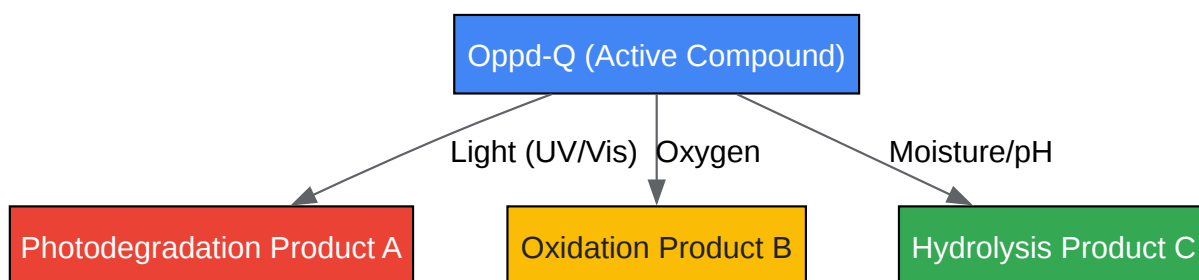 Oppd-Q (Active Compound)
Light (UV/Vis)
Oxygen
Moisture/pH
Photodegradation Product A
Oxidation Product B
Hydrolysis Product C